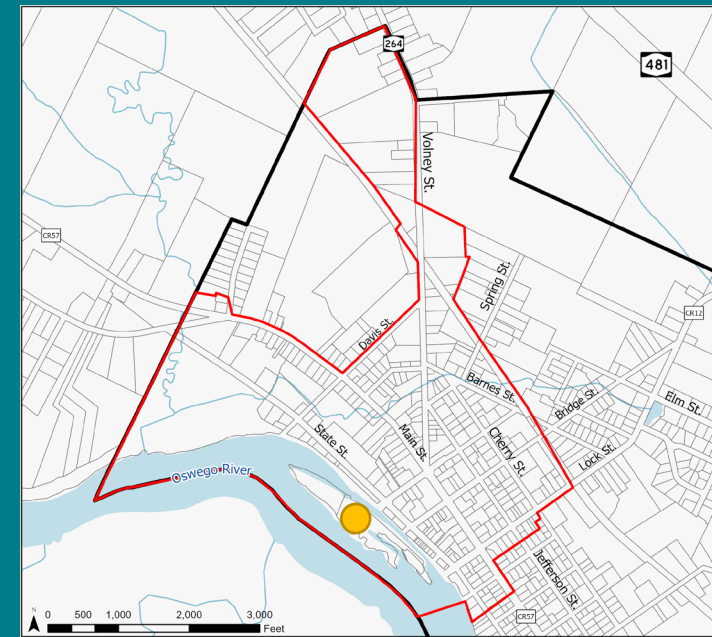 264
481
Volney St.
CR57
Spring St.
CR12
Davis St.
Barnes St.
Bridge St.
Elm St.
State St.
Main St.
Cherry St.
Lock St.
Oswego River
Jefferson St.
CR57
N
0 500 1,000 2,000 3,000
Feet